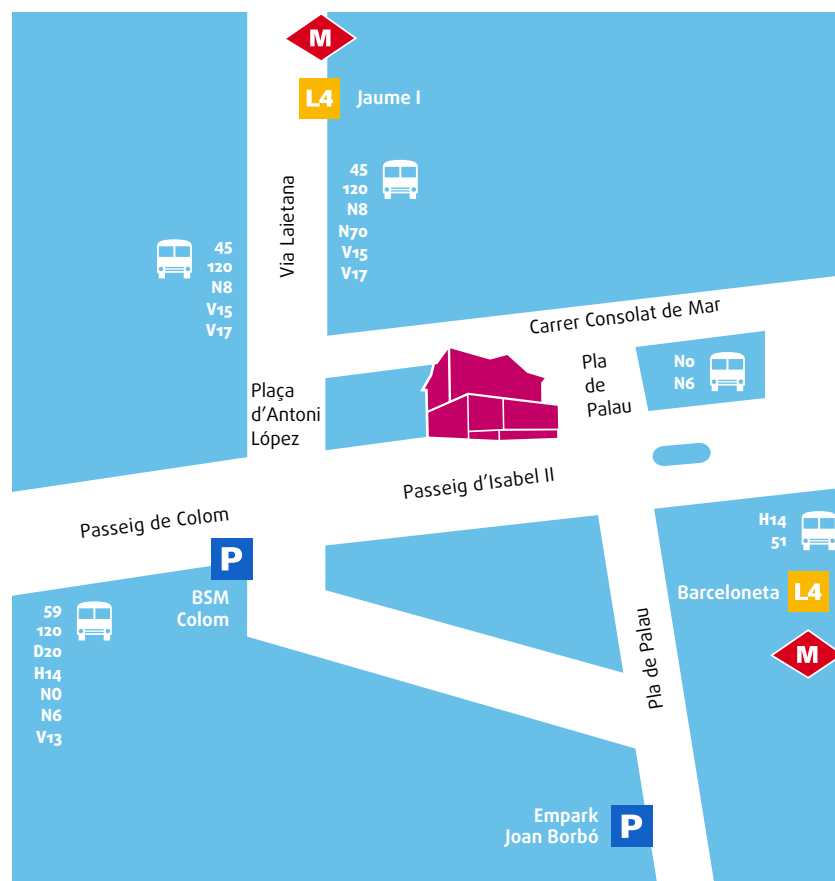 M
L4
Jaume I
45
120
N8
N70
V15
V17
Via Laietana
45
120
N8
V15
V17
Carrer Consolat de Mar
Pla
de
Palau
No
N6
Plaça
d'Antoni
López
Passeig d'Isabel II
Passeig de Colom
P
BSM
Colom
H14
51
Barceloneta
L4
M
59
120
D20
H14
NO
N6
V13
Pla de Palau
Empark
Joan Borbó
P